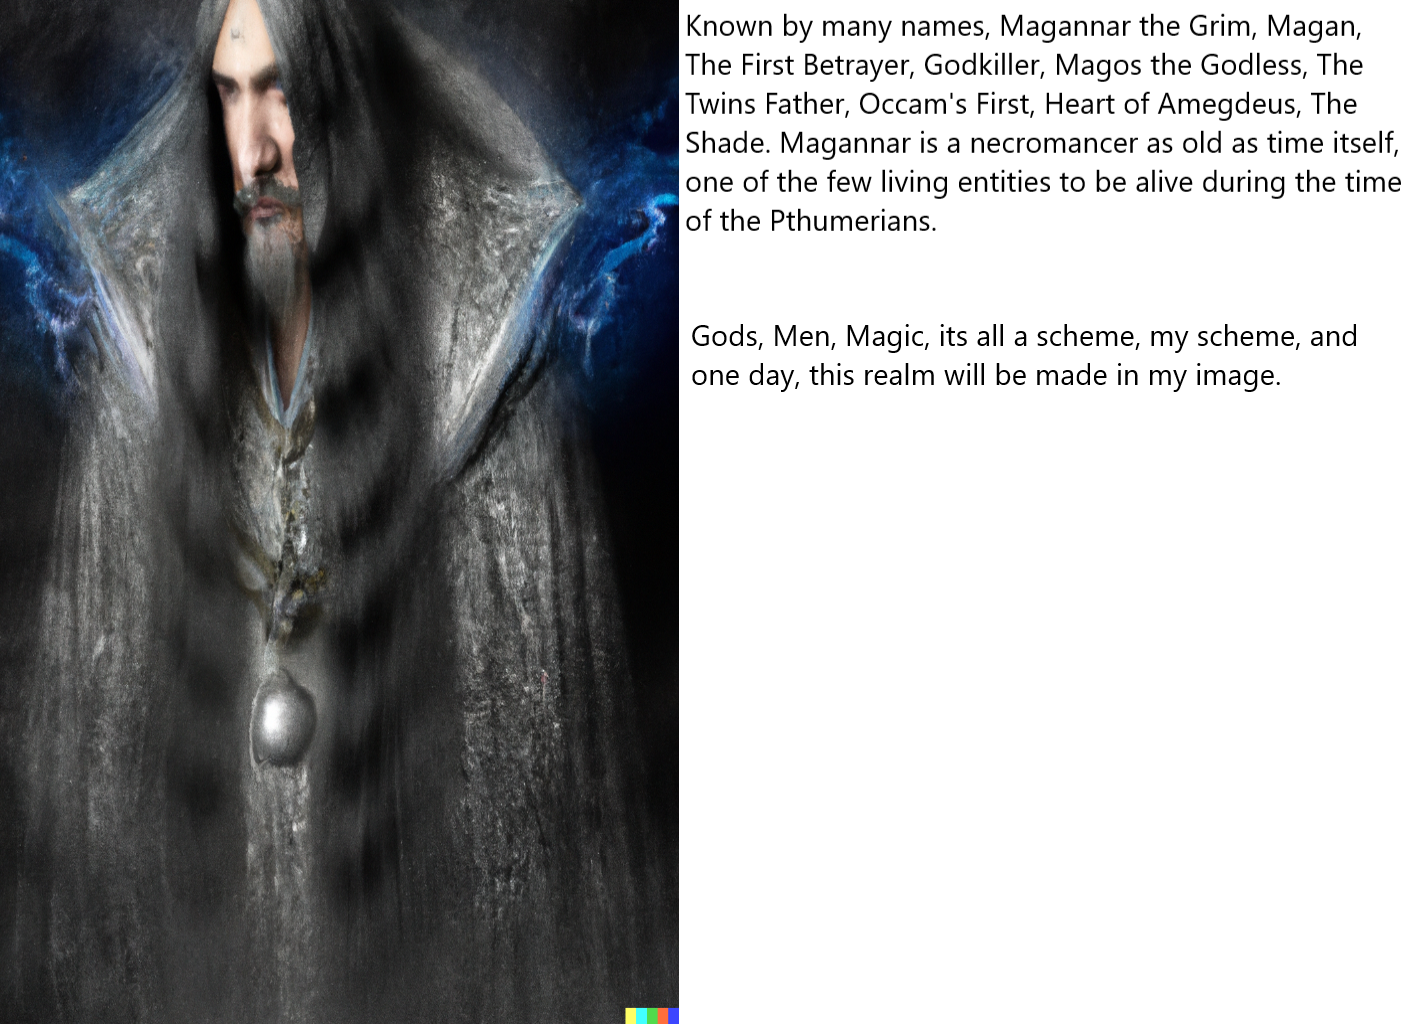 Known by many names, Magannar the Grim, Magan,
The First Betrayer, Godkiller, Magos the Godless, The
Twins Father, Occam's First, Heart of Amegdeus, The
Shade. Magannar is a necromancer as old as time itself,
one of the few living entities to be alive during the time
of the Pthumerians.
Gods, Men, Magic, its all a scheme, my scheme, and
one day, this realm will be made in my image.